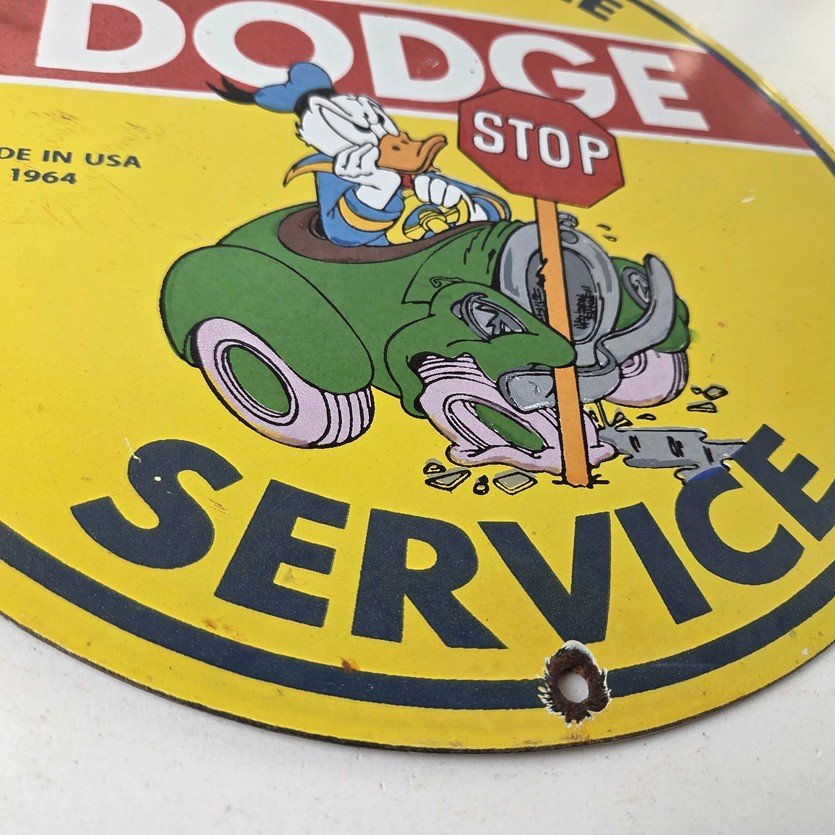 DODGE
STOP
DE IN USA
1964
SERVICE